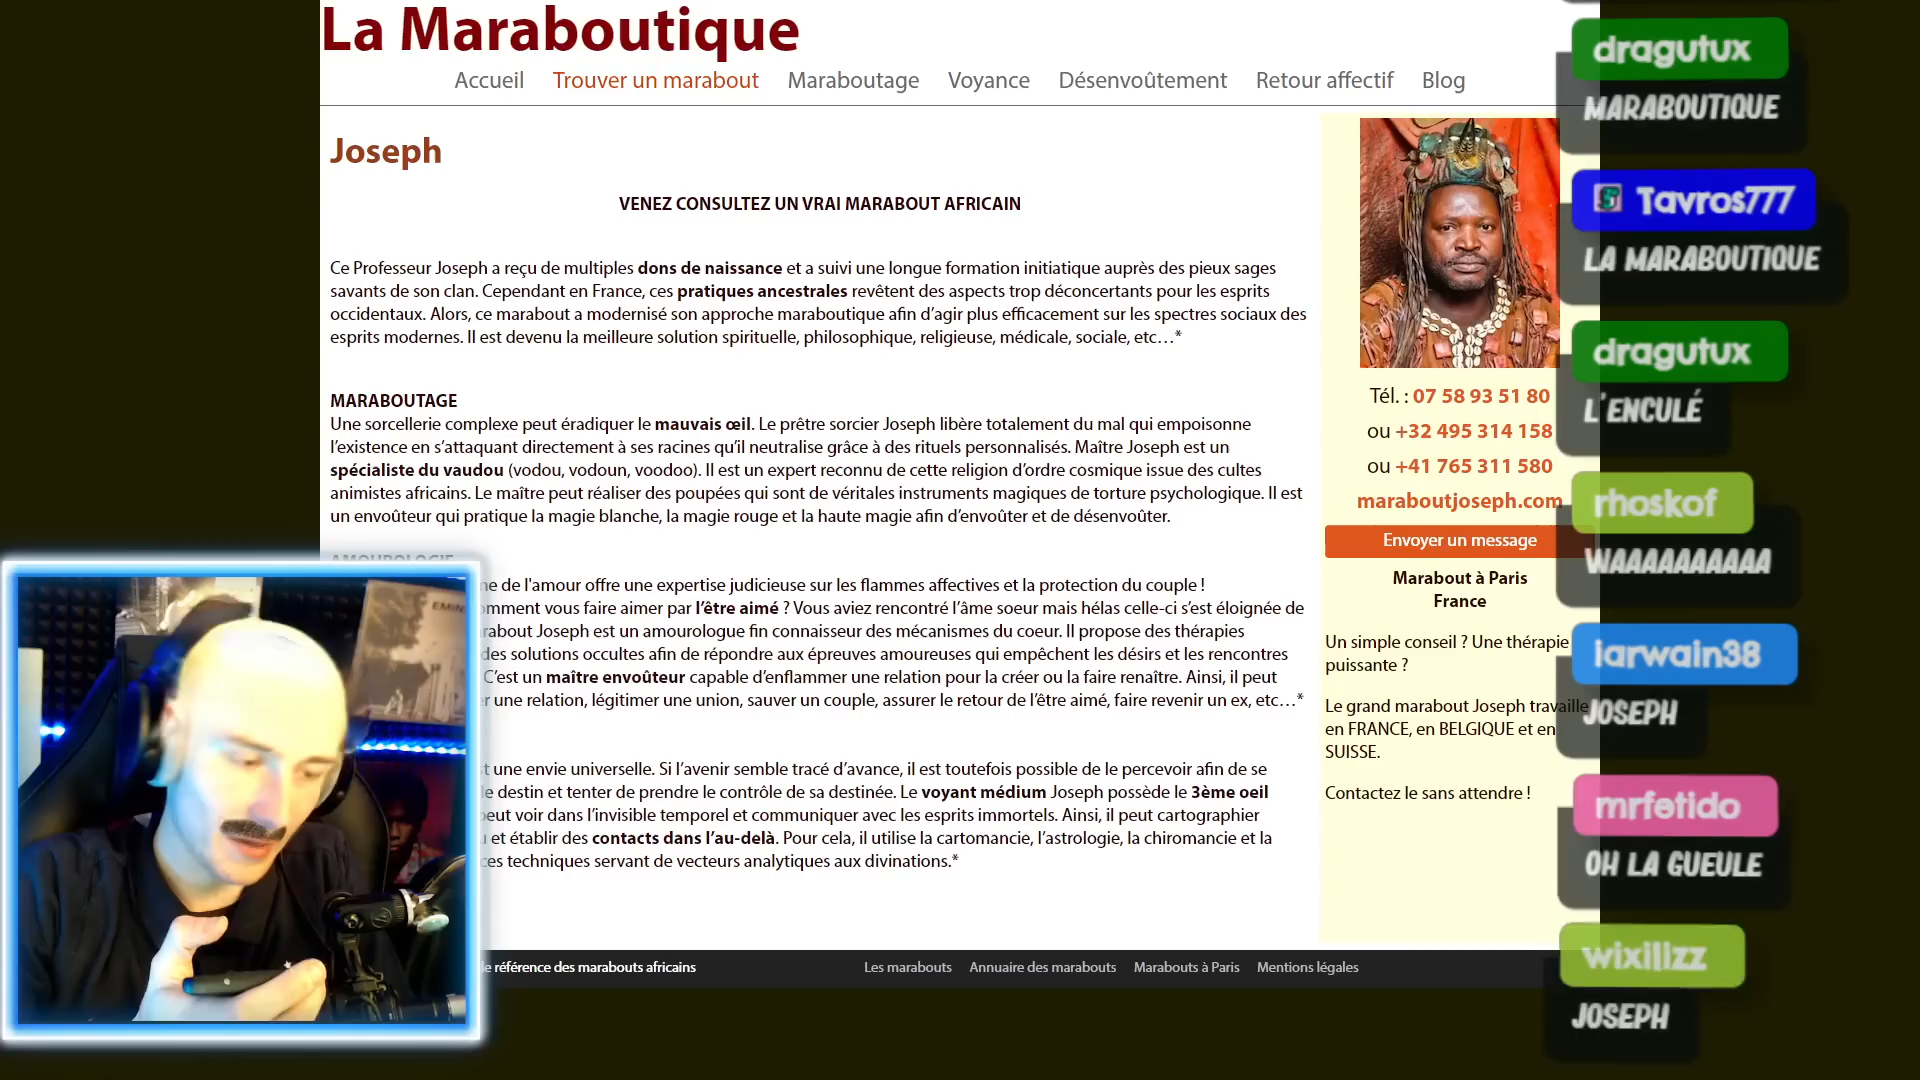 La Maraboutique
Accueil Trouver un marabout Maraboutage Voyance Désenvoûtement Retour affectif Blog
Joseph
VENEZ CONSULTEZ UN VRAI MARABOUT AFRICAIN
Ce Professeur Joseph a reçu de multiples dons de naissance et a suivi une longue formation initiatique auprès des pieux sages
savants de son clan. Cependant en France, ces pratiques ancestrales revêtent des aspects trop déconcertants pour les esprits
occidentaux. Alors, ce marabout a modernisé son approche maraboutique afin d'agir plus efficacement sur les spectres sociaux des
esprits modernes. Il est devenu la meilleure solution spirituelle, philosophique, religieuse, médicale, sociale, etc…*
MARABOUTAGE
Une sorcellerie complexe peut éradiquer le mauvais œil. Le prêtre sorcier Joseph libère totalement du mal qui empoisonne
l'existence en s'attaquant directement à ses racines qu'il neutralise grâce à des rituels personnalisés. Maître Joseph est un
spécialiste du vaudou (vodou, vodoun, voodoo). Il est un expert reconnu de cette religion d'ordre cosmique issue des cultes
animistes africains. Le maître peut réaliser des poupées qui sont de véritales instruments magiques de torture psychologique. Il est
un envoûteur qui pratique la magie blanche, la magie rouge et la haute magie afin d'envoûter et de désenvoûter.
AMOUROLOGIE
ne de l'amour offre une expertise judicieuse sur les flammes affectives et la protection du couple !
omment vous faire aimer par l'être aimé ? Vous aviez rencontré l'âme soeur mais hélas celle-ci s'est éloignée de
rabout Joseph est un amourologue fin connaisseur des mécanismes du coeur. Il propose des thérapies
des solutions occultes afin de répondre aux épreuves amoureuses qui empêchent les désirs et les rencontres
C'est un maître envoûteur capable d'enflammer une relation pour la créer ou la faire renaître. Ainsi, il peut
r une relation, légitimer une union, sauver un couple, assurer le retour de l'être aimé, faire revenir un ex, etc…*
t une envie universelle. Si l'avenir semble tracé d'avance, il est toutefois possible de le percevoir afin de se
le destin et tenter de prendre le contrôle de sa destinée. Le voyant médium Joseph possède le 3ème oeil
peut voir dans l'invisible temporel et communiquer avec les esprits immortels. Ainsi, il peut cartographier
u et établir des contacts dans l'au-delà. Pour cela, il utilise la cartomancie, l'astrologie, la chiromancie et la
ces techniques servant de vecteurs analytiques aux divinations.*
Tél. : 07 58 93 51 80
ou +32 495 314 158
ou +41 765 311 580
maraboutjoseph.com
Envoyer un message
Marabout à Paris
France
Un simple conseil ? Une thérapie
puissante ?
Le grand marabout Joseph travaille
en FRANCE, en BELGIQUE et en
SUISSE.
Contactez le sans attendre !
le référence des marabouts africains
Les marabouts Annuaire des marabouts Marabouts à Paris Mentions légales
dragutux
MARABOUTIQUE
Tavros777
LA MARABOUTIQUE
dragutux
L'ENCULÉ
rhoskof
WAAAAAAAAAA
iarwain38
JOSEPH
mrfetido
OH LA GUEULE
wixilizz
JOSEPH
EMIN